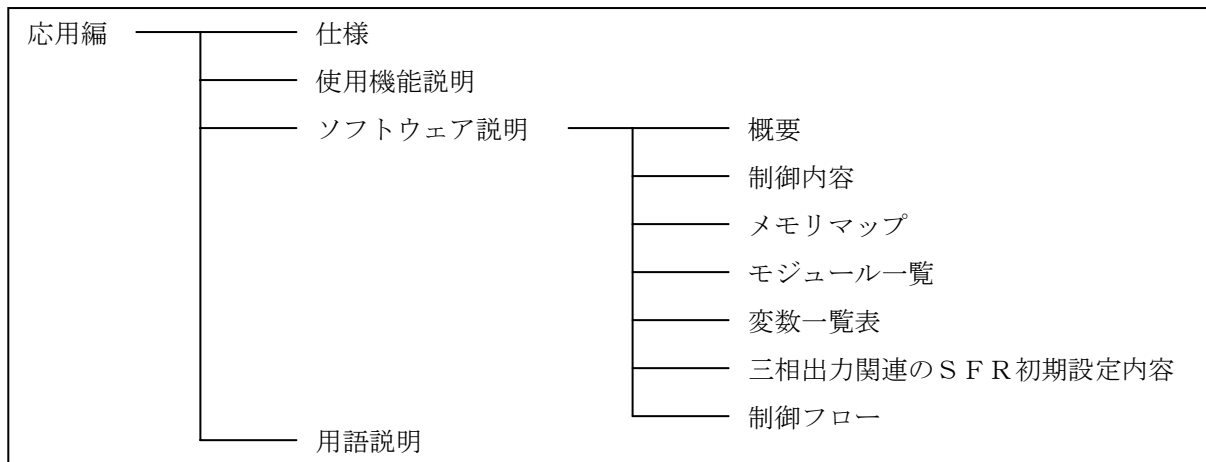 応用編
仕様
使用機能説明
ソフトウェア説明
概要
制御内容
メモリマップ
モジュール一覧
変数一覧表
三相出力関連のＳＦＲ初期設定内容
制御フロー
用語説明